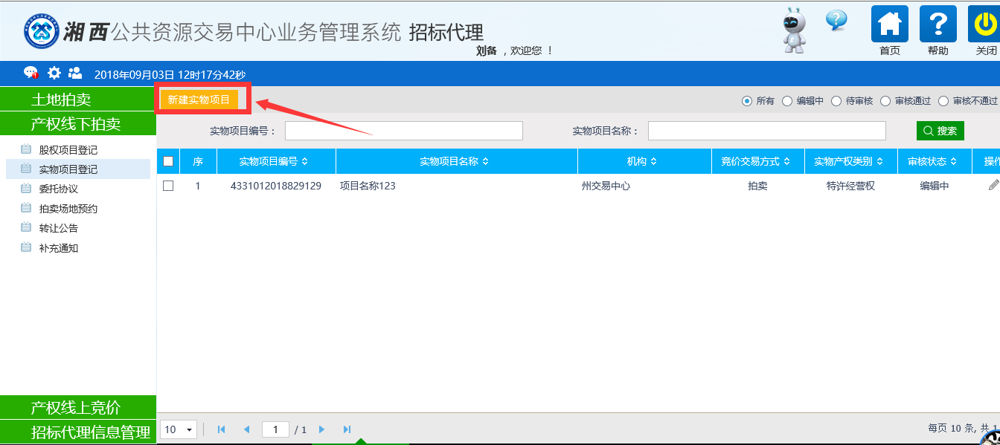 湘西公共资源交易中心业务管理系统 招标代理
刘备 ，欢迎您 ！
首页 帮助 关闭
2018年09月03日 12时17分42秒
土地拍卖
产权线下拍卖
股权项目登记
实物项目登记
委托协议
拍卖场地预约
转让公告
补充通知
产权线上竞价
招标代理信息管理
新建实物项目
所有 编辑中 待审核 审核通过 审核不通过
实物项目编号： 实物项目名称： 搜索
序 实物项目编号 实物项目名称 机构 竞价交易方式 实物产权类别 审核状态 操作
1 4331012018829129 项目名称123 州交易中心 拍卖 特许经营权 编辑中
10 1 / 1 每页 10 条, 共 1